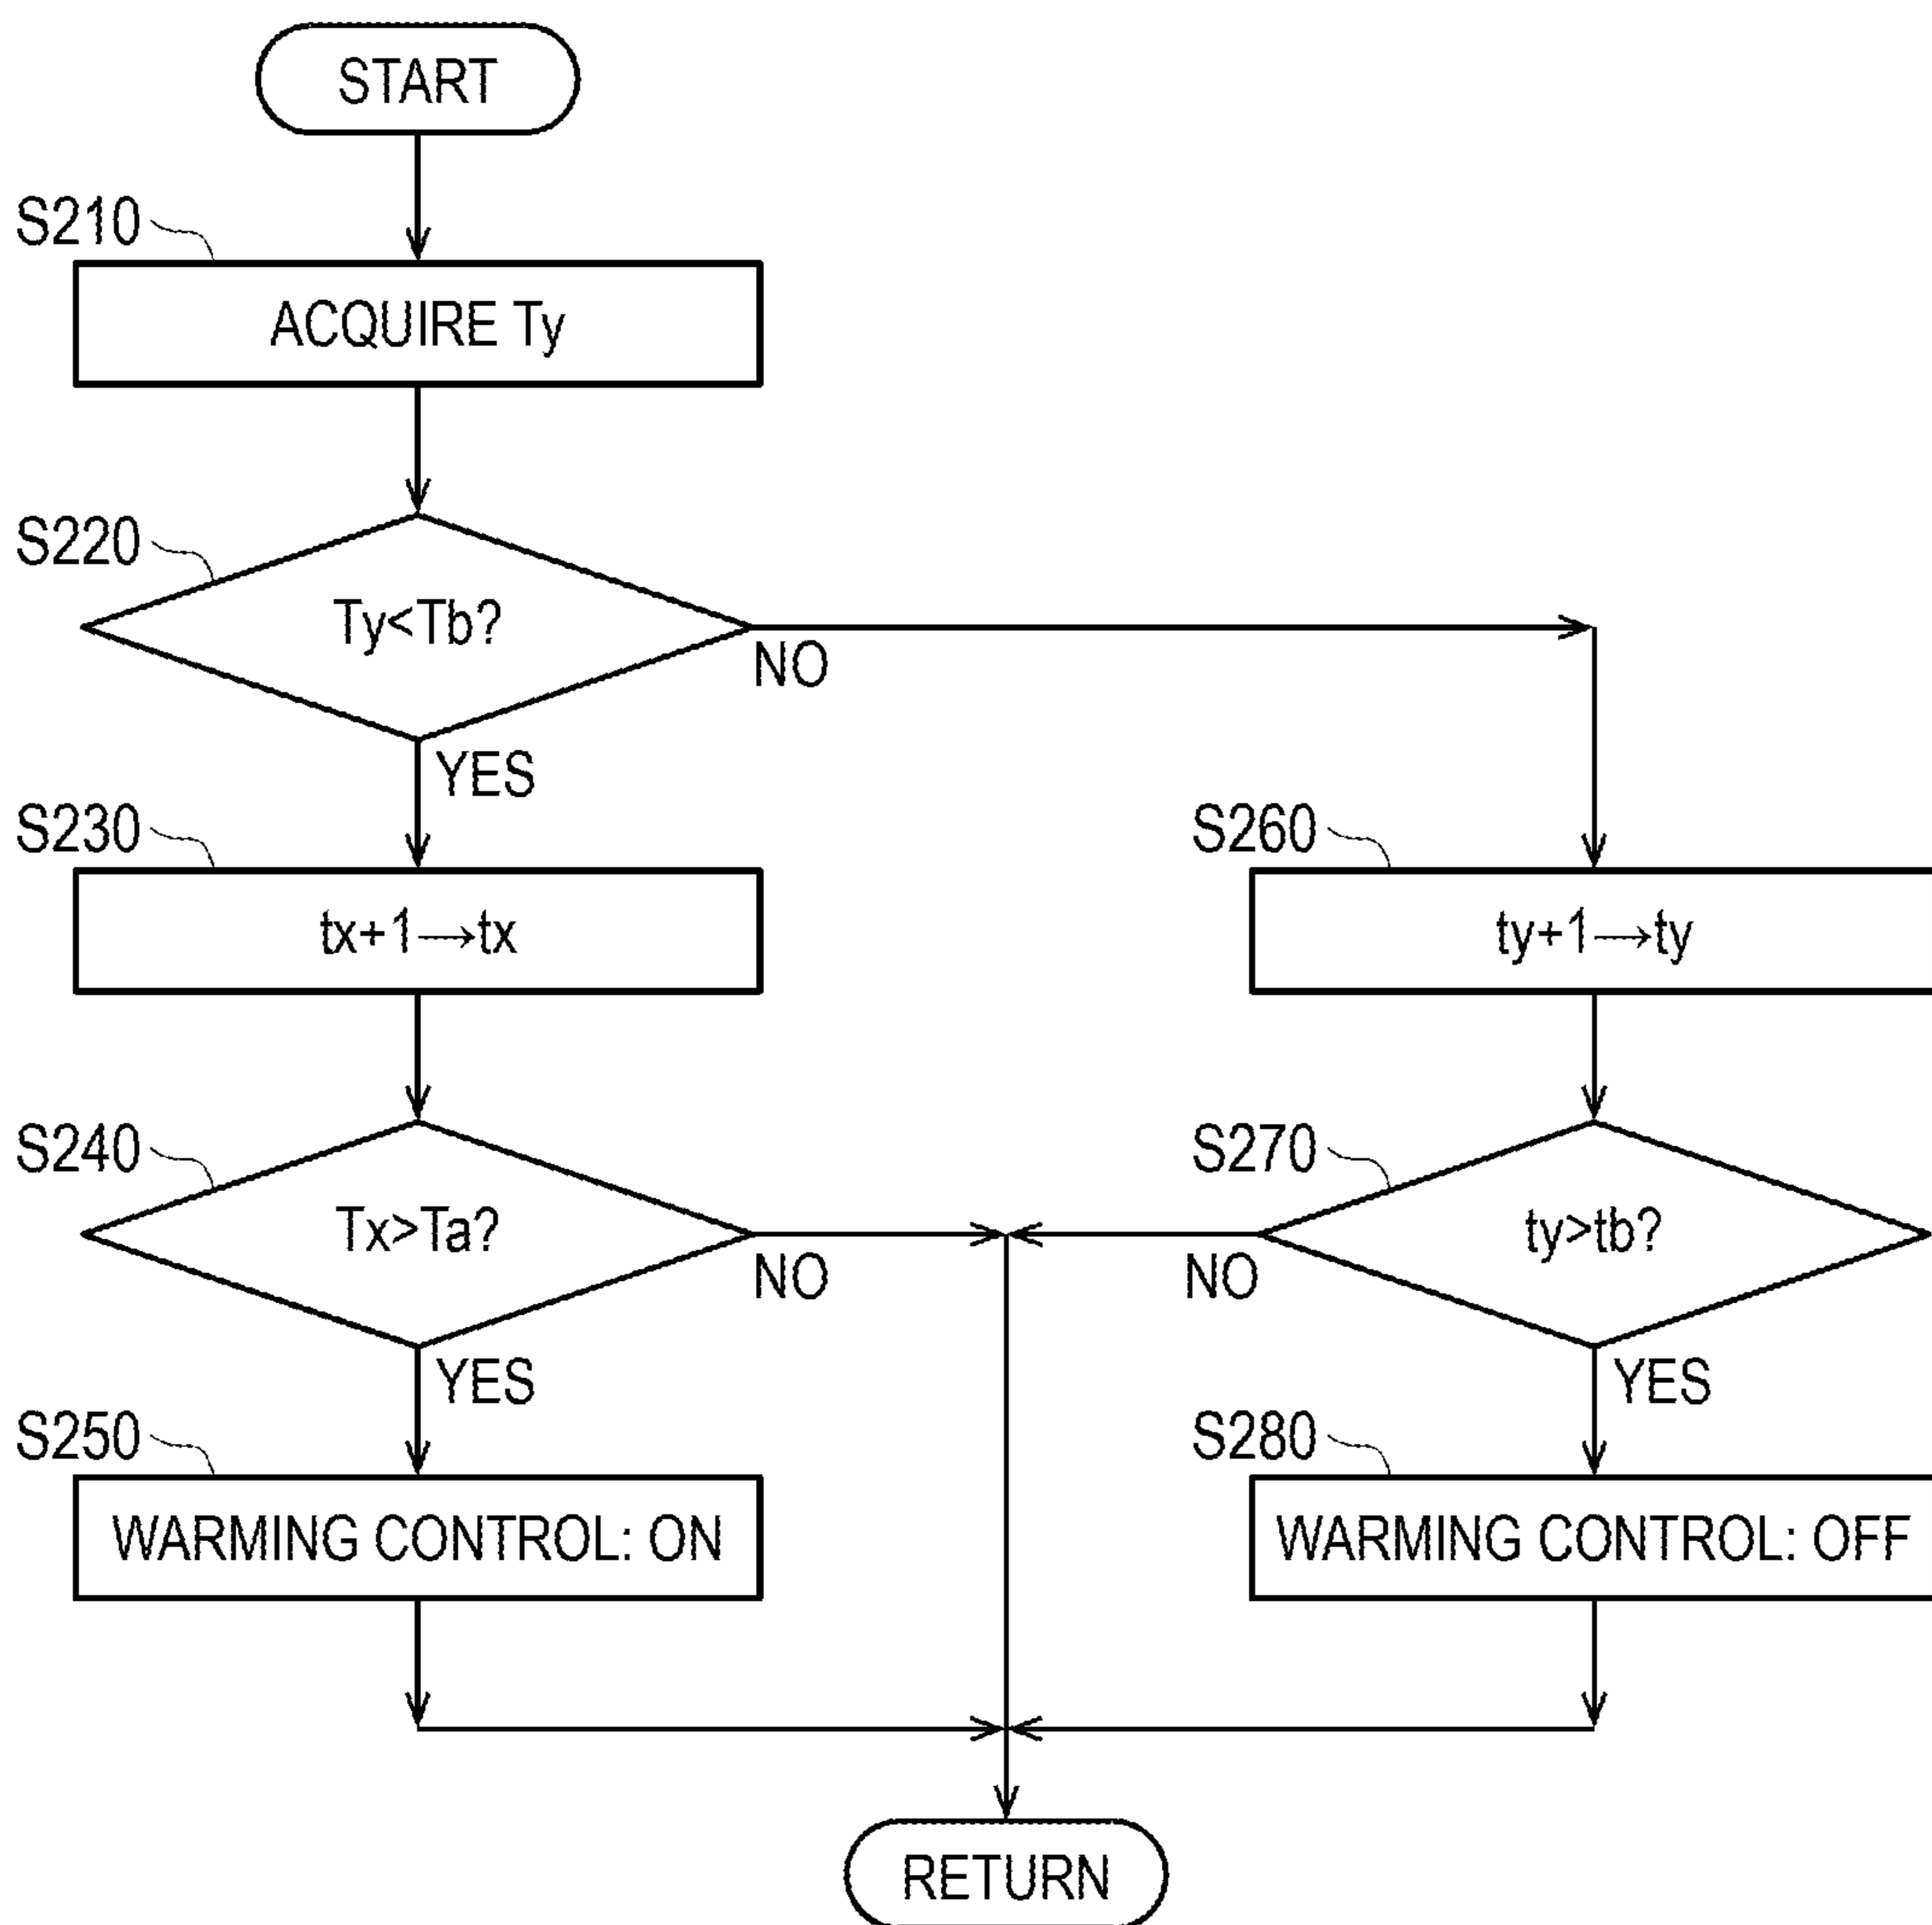 START
S210
ACQUIRE Ty
S220
Ty<Tb?
NO
YES
S230
tx+1→tx
S260
ty+1→ty
S240
Tx>Ta?
NO
YES
S270
ty>tb?
NO
YES
S250
WARMING CONTROL: ON
S280
WARMING CONTROL: OFF
RETURN